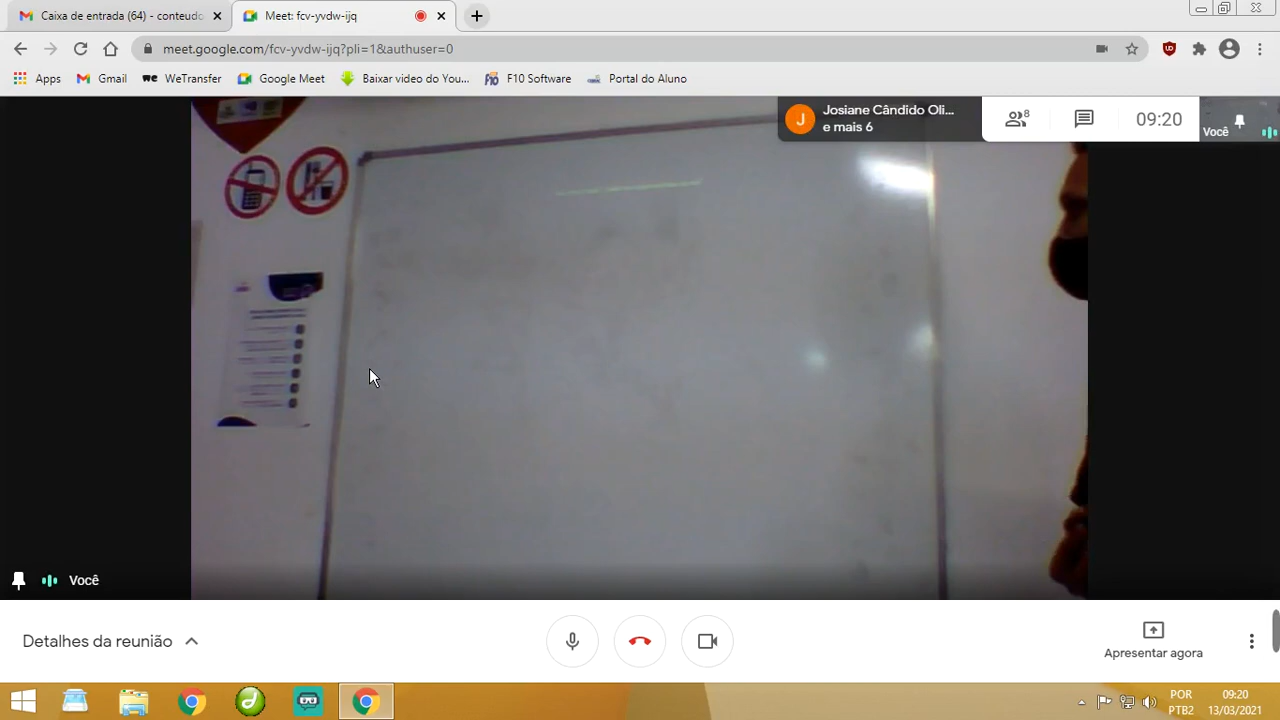 Caixa de entrada (64) - conteudo
Meet: fcv-yvdw-ijq
meet.google.com/fcv-yvdw-ijq?pli=1&authuser=0
Apps
Gmail
WeTransfer
Google Meet
Baixar video do You...
F10 Software
Portal do Aluno
J
Josiane Cândido Oli...
e mais 6
8
09:20
Você
Você
Detalhes da reunião
Apresentar agora
POR
PTB2
09:20
13/03/2021